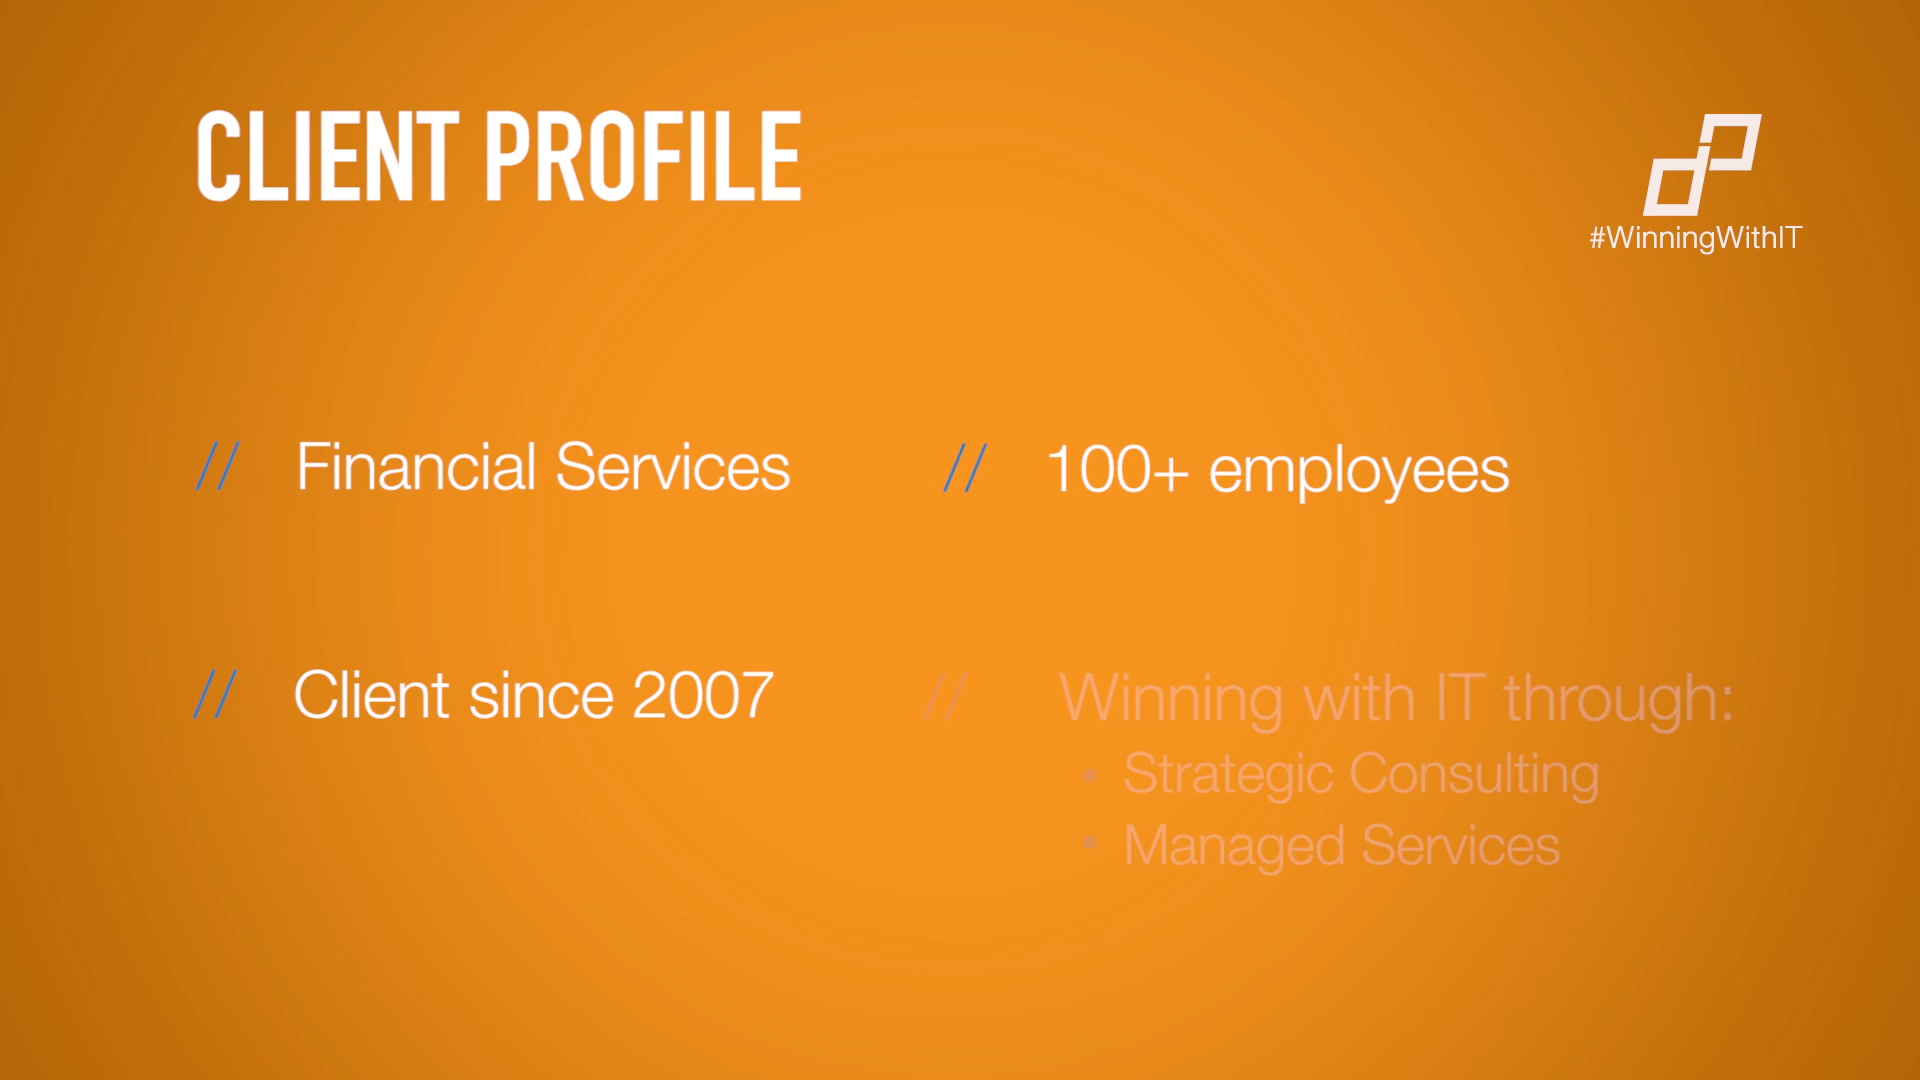 CLIENT PROFILE
#WinningWithIT
// Financial Services
// 100+ employees
// Client since 2007
// Winning with IT through:
• Strategic Consulting
• Managed Services